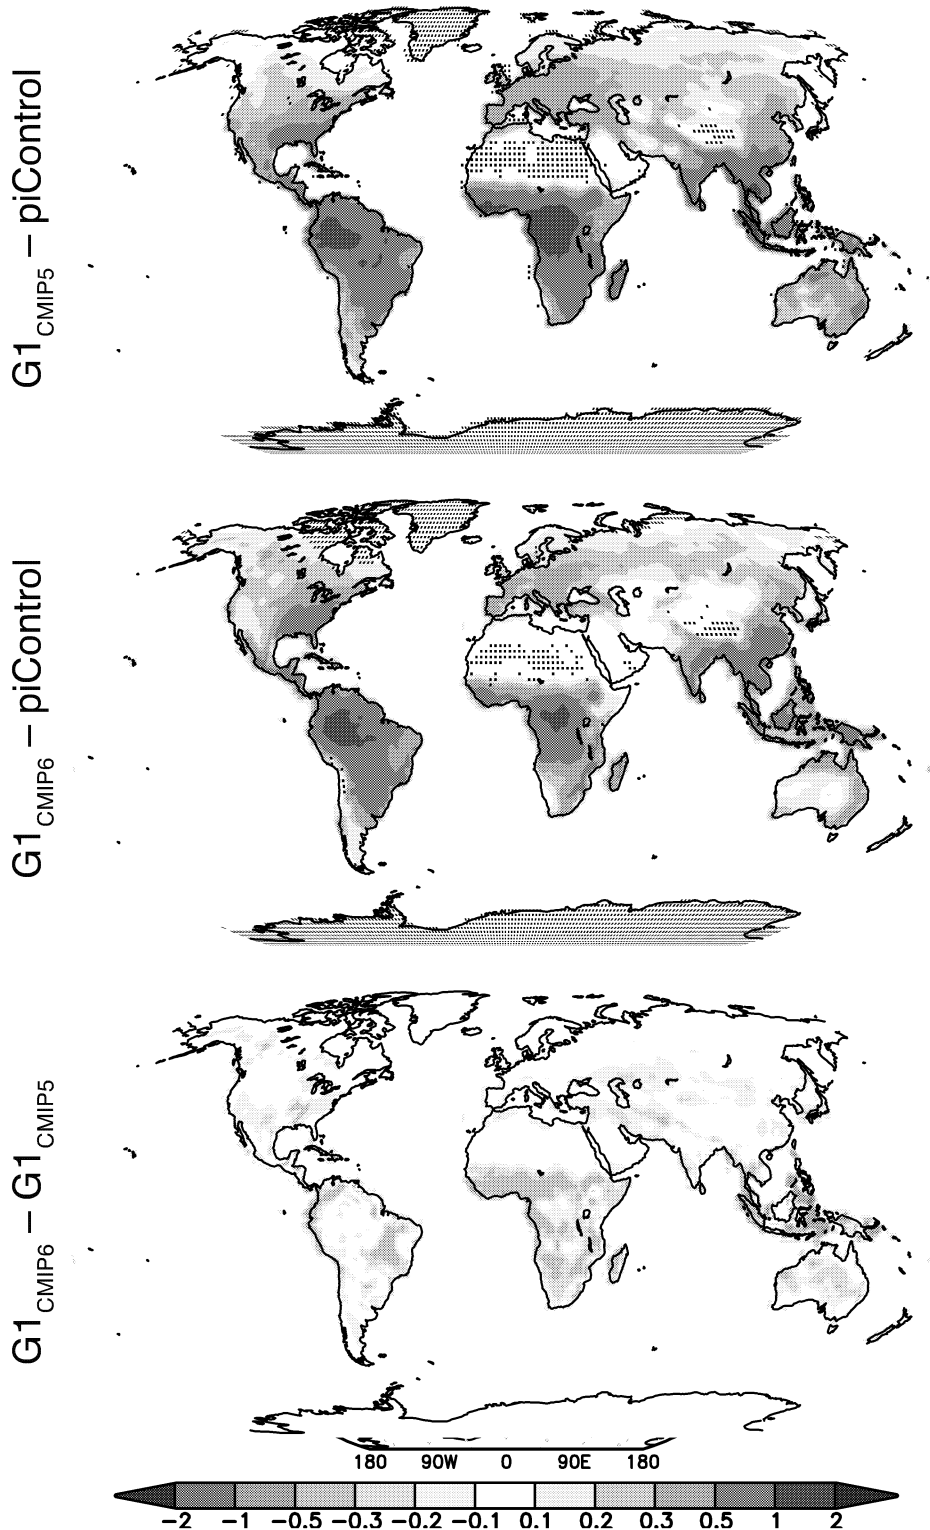 G1CMIP5 − piControl
G1CMIP6 − piControl
G1CMIP6 − G1CMIP5
180 90W 0 90E 180
−2 −1 −0.5 −0.3 −0.2 −0.1 0.1 0.2 0.3 0.5 1 2